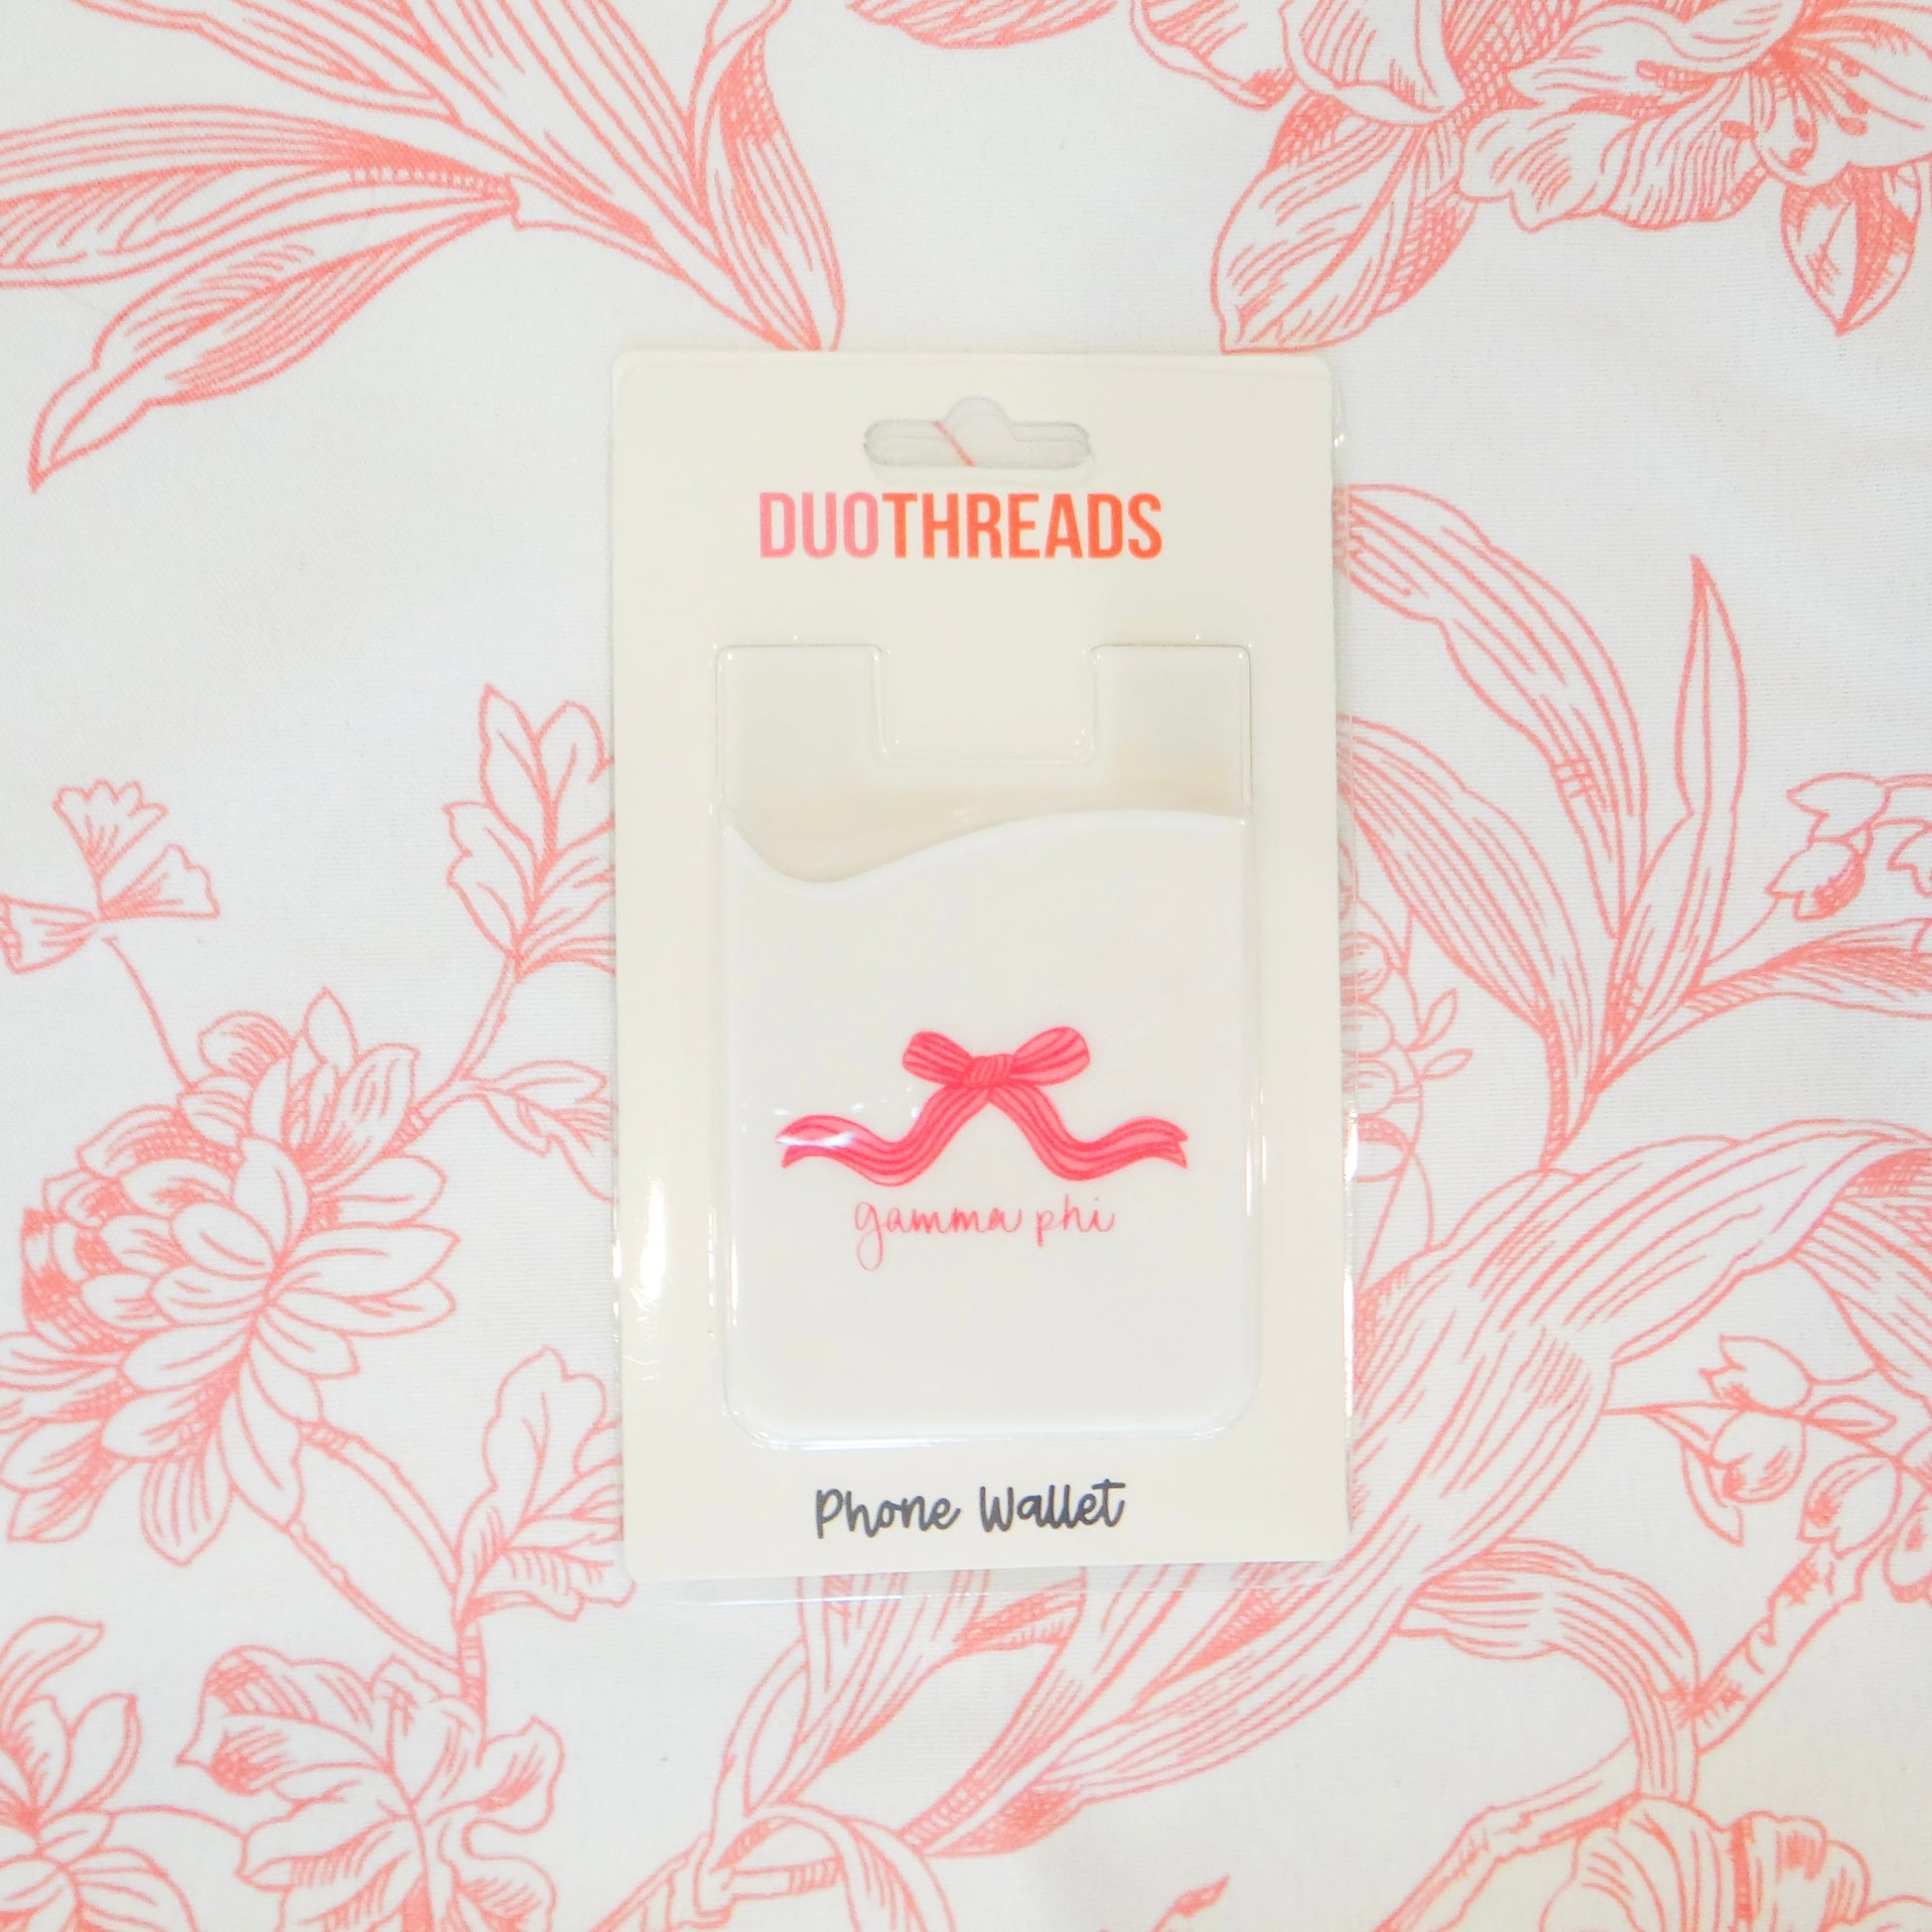 DUOTHREADS
gamma phi
Phone Wallet